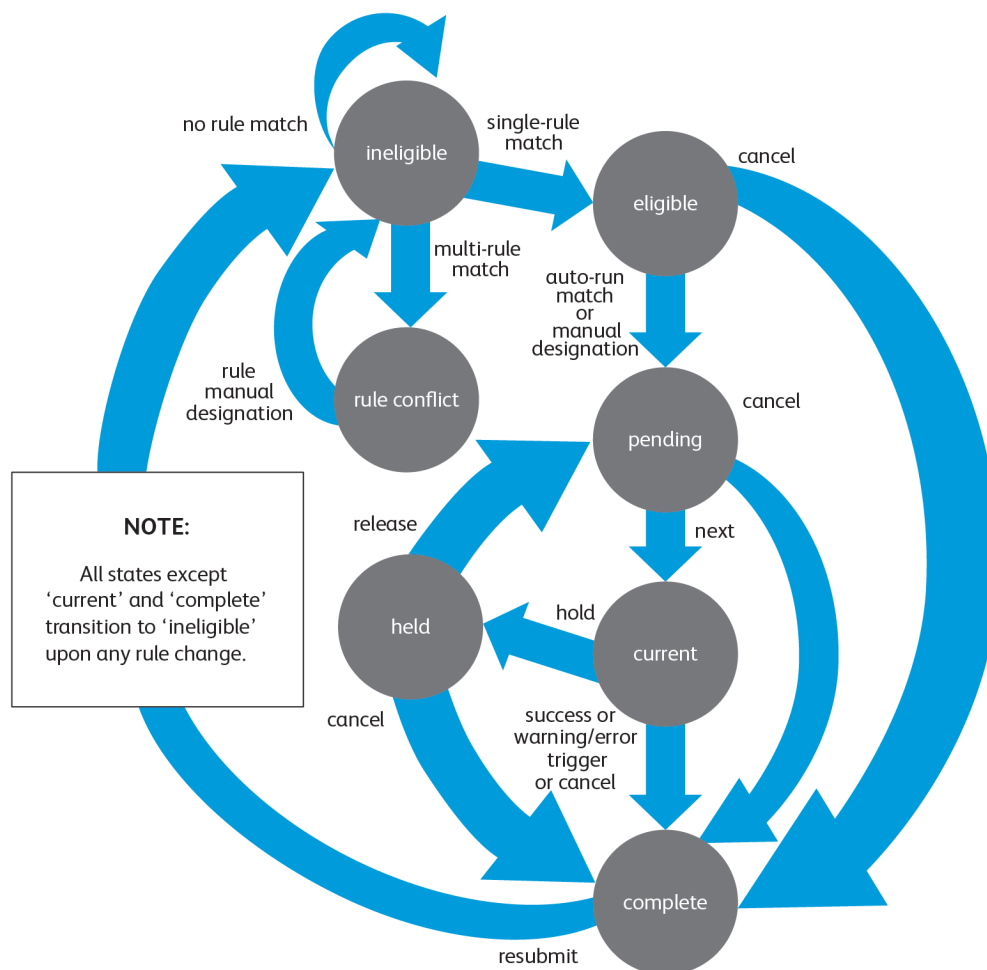 no rule match
ineligible
single-rule
match
cancel
eligible
multi-rule
match
auto-run
match
or
manual
designation
rule
manual
designation
rule conflict
cancel
pending
NOTE:
All states except
‘current’ and ‘complete’
transition to ‘ineligible’
upon any rule change.
release
next
held
hold
current
cancel
success or
warning/error
trigger
or cancel
complete
resubmit